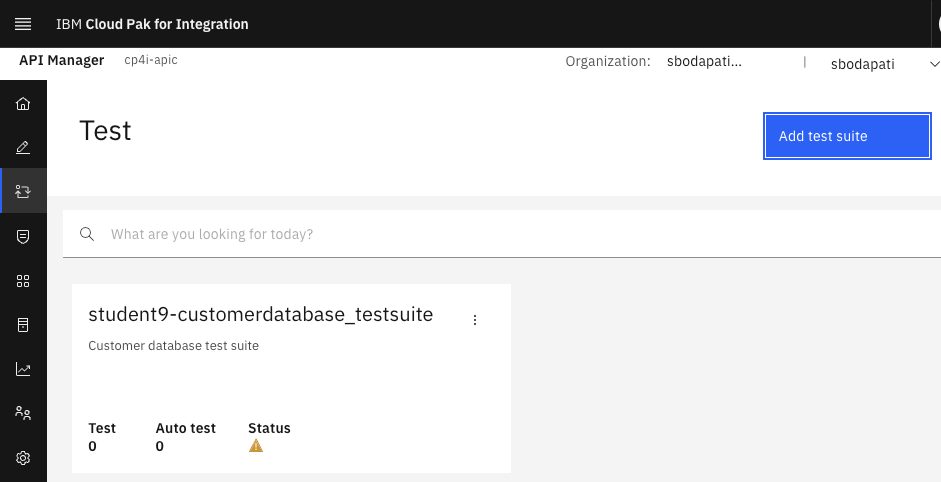 IBM Cloud Pak for Integration
API Manager cp4i-apic Organization: sbodapati... | sbodapati
Test
Add test suite
What are you looking for today?
student9-customerdatabase_testsuite
Customer database test suite
Test Auto test Status
0 0